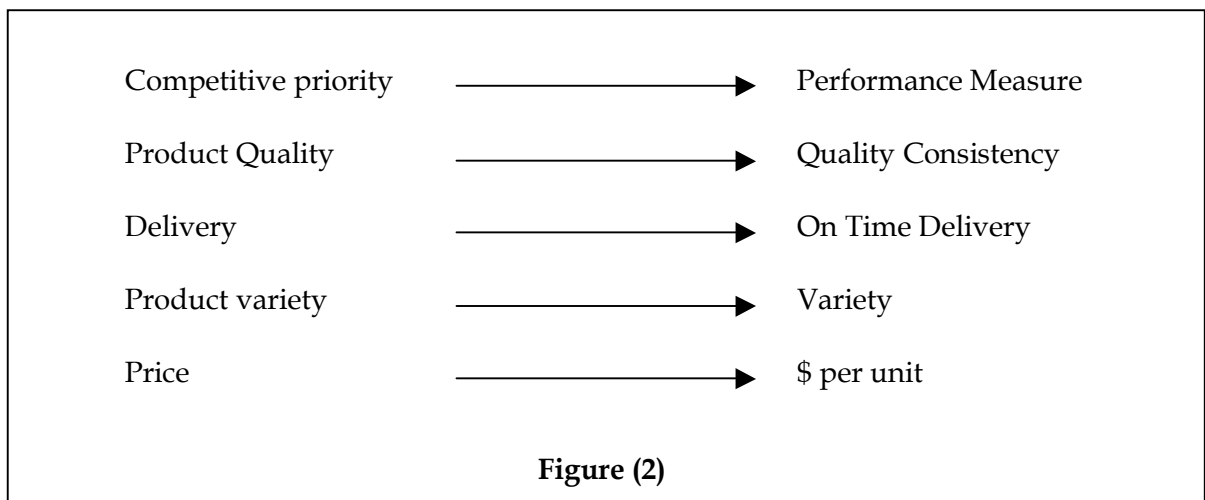 Competitive priority Performance Measure
Product Quality Quality Consistency
Delivery On Time Delivery
Product variety Variety
Price $ per unit
Figure (2)